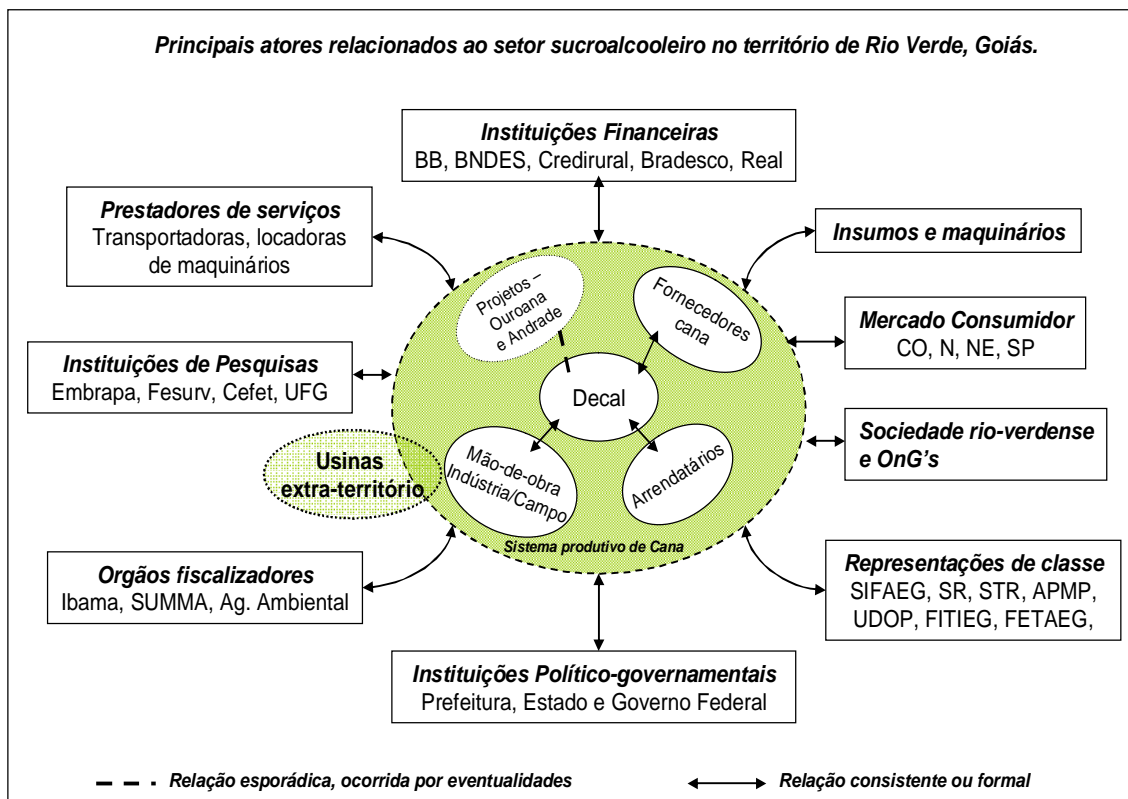 Principais atores relacionados ao setor sucroalcooleiro no território de Rio Verde, Goiás.
Instituições Financeiras
BB, BNDES, Credirural, Bradesco, Real
Prestadores de serviços
Transportadoras, locadoras
de maquinários
Insumos e maquinários
Projetos –
Ouroana
e Andrade
Fornecedores
cana
Mercado Consumidor
CO, N, NE, SP
Instituições de Pesquisas
Embrapa, Fesurv, Cefet, UFG
Decal
Sociedade rio-verdense
e OnG's
Usinas
extra-território
Mão-de-obra
Indústria/Campo
Arrendatários
Sistema produtivo de Cana
Orgãos fiscalizadores
Ibama, SUMMA, Ag. Ambiental
Representações de classe
SIFAEG, SR, STR, APMP,
UDOP, FITIEG, FETAEG,
Instituições Político-governamentais
Prefeitura, Estado e Governo Federal
Relação esporádica, ocorrida por eventualidades
Relação consistente ou formal